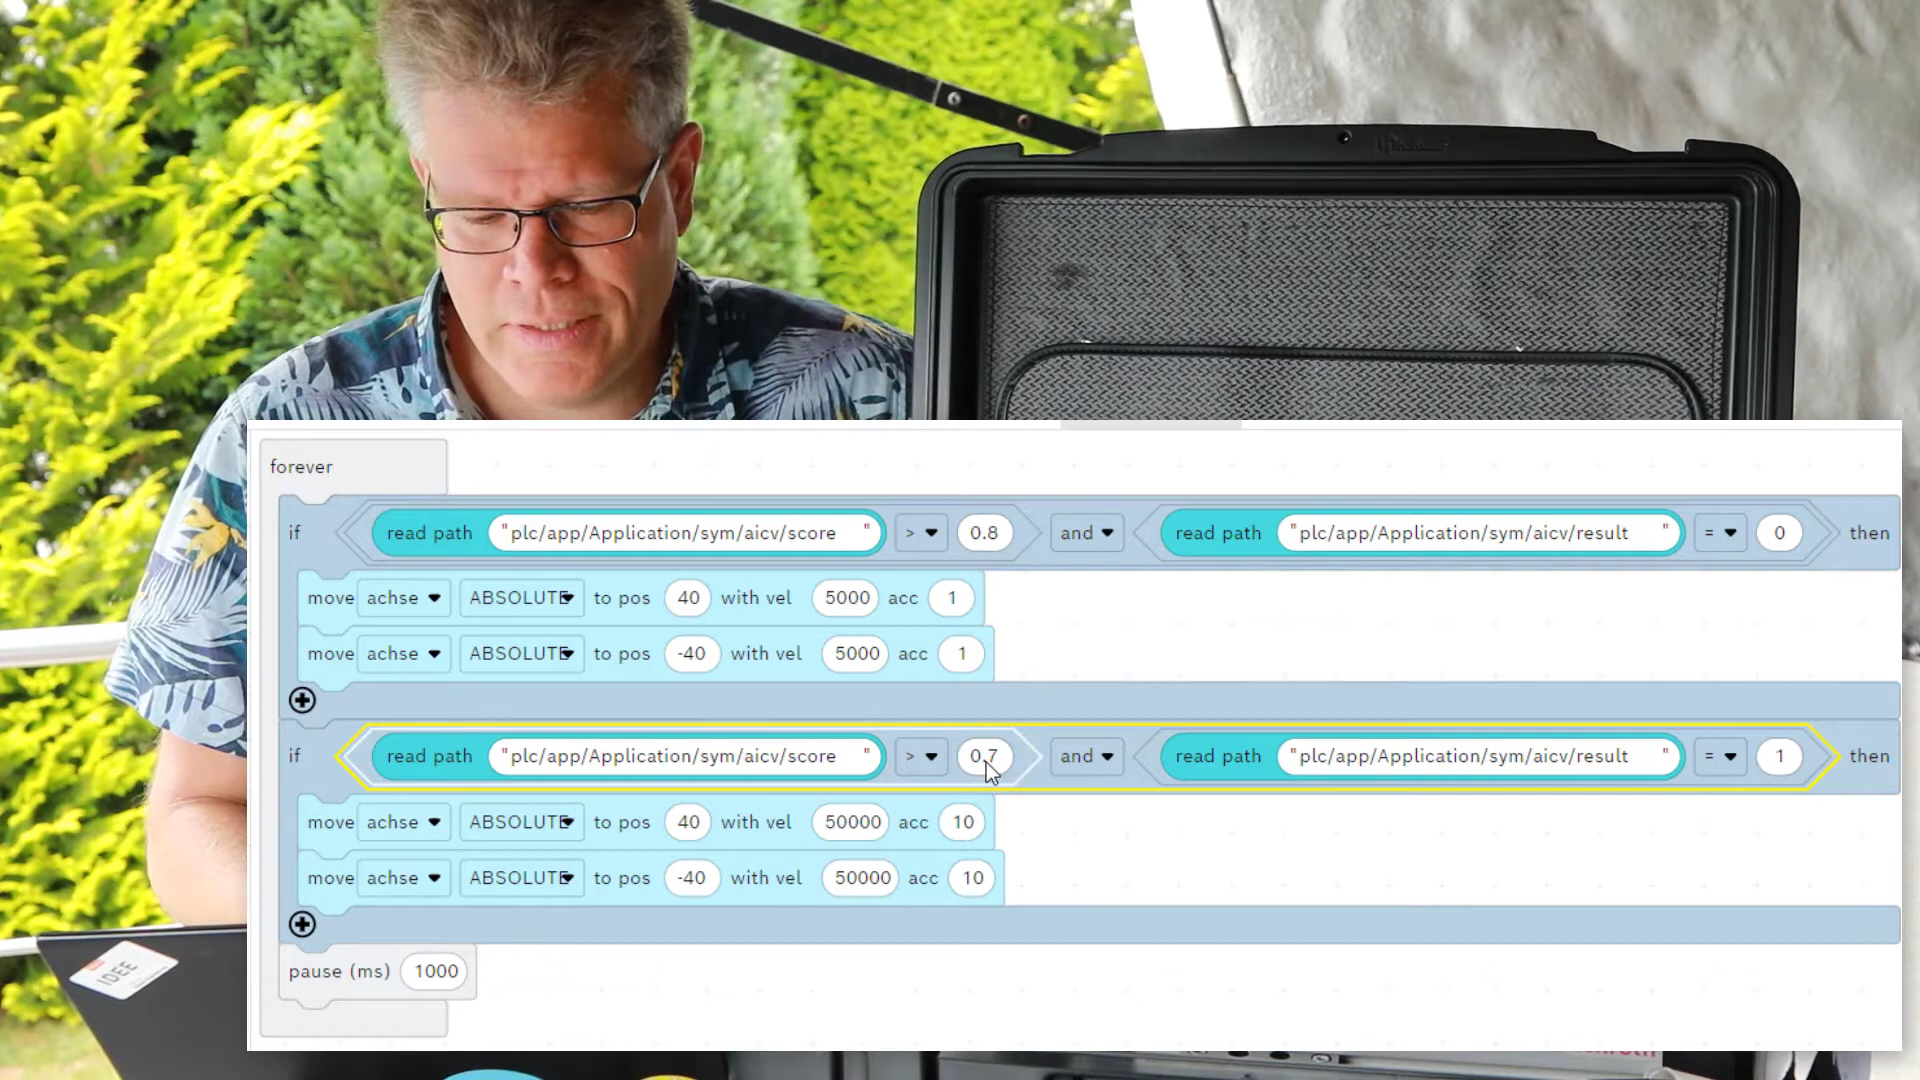 forever
if read path "plc/app/Application/sym/aicv/score " > 0.8 and read path "plc/app/Application/sym/aicv/result " = 0 then
move achse ABSOLUTE to pos 40 with vel 5000 acc 1
move achse ABSOLUTE to pos -40 with vel 5000 acc 1
if read path "plc/app/Application/sym/aicv/score " > 0.7 and read path "plc/app/Application/sym/aicv/result " = 1 then
move achse ABSOLUTE to pos 40 with vel 50000 acc 10
move achse ABSOLUTE to pos -40 with vel 50000 acc 10
pause (ms) 1000
IDEE